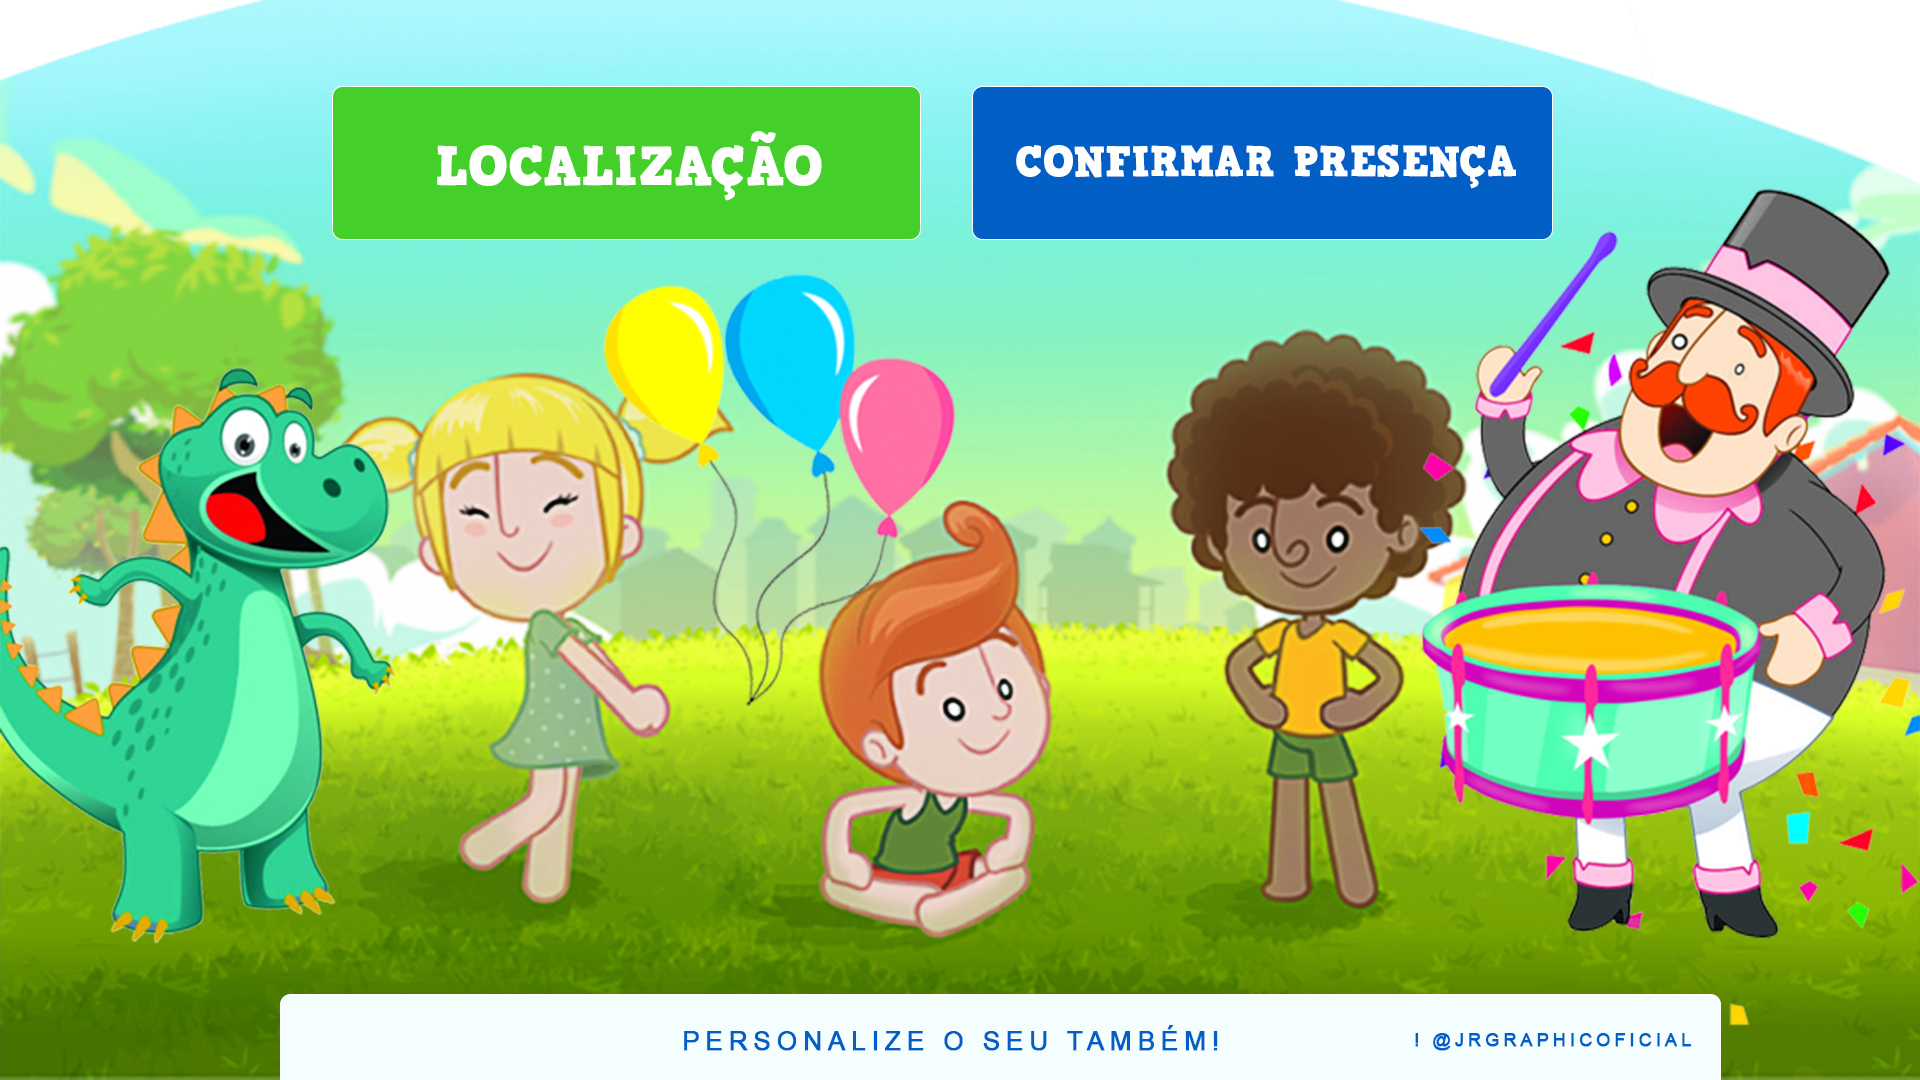 LOCALIZAÇÃO
CONFIRMAR PRESENÇA
PERSONALIZE O SEU TAMBÉM!
! @JRGRAPHICOFICIAL